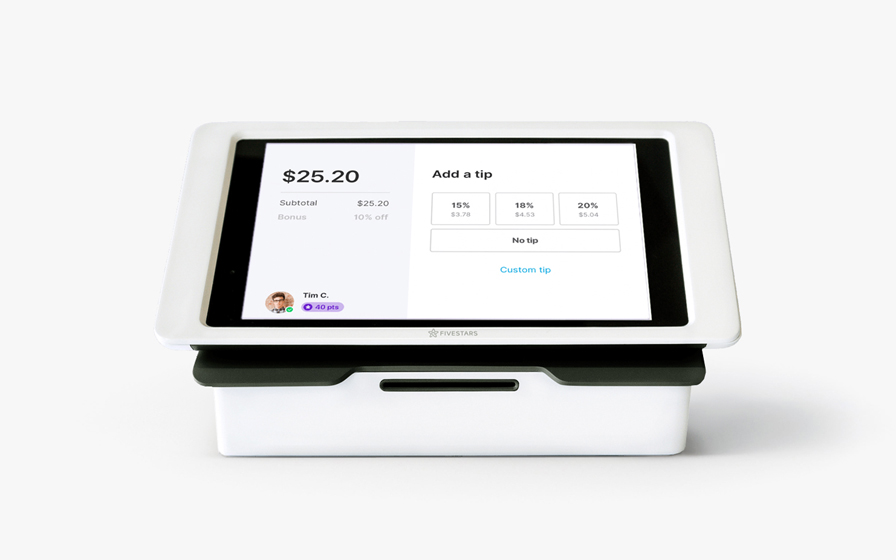 $25.20
Subtotal $25.20
Bonus 10% off
Tim C.
40 pts
Add a tip
15% 18% 20%
$3.78 $4.53 $5.04
No tip
Custom tip
FIVESTARS